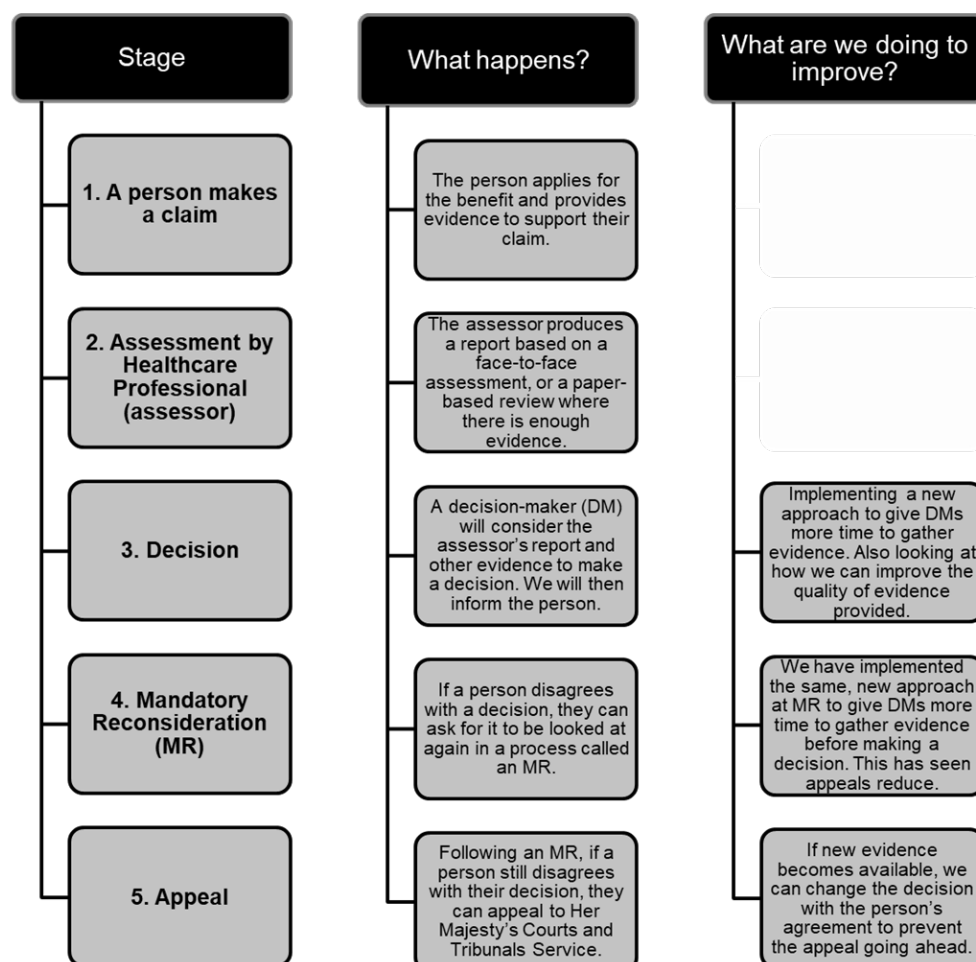 Stage
1. A person makes
a claim
2. Assessment by
Healthcare
Professional
(assessor)
3. Decision
4. Mandatory
Reconsideration
(MR)
5. Appeal
What happens?
The person applies for
the benefit and provides
evidence to support their
claim.
The assessor produces
a report based on a
face-to-face
assessment, or a paper-
based review where
there is enough
evidence.
A decision-maker (DM)
will consider the
assessor’s report and
other evidence to make
a decision. We will then
inform the person.
If a person disagrees
with a decision, they can
ask for it to be looked at
again in a process called
an MR.
Following an MR, if a
person still disagrees
with their decision, they
can appeal to Her
Majesty’s Courts and
Tribunals Service.
What are we doing to
improve?
Implementing a new
approach to give DMs
more time to gather
evidence. Also looking at
how we can improve the
quality of evidence
provided.
We have implemented
the same, new approach
at MR to give DMs more
time to gather evidence
before making a
decision. This has seen
appeals reduce.
If new evidence
becomes available, we
can change the decision
with the person’s
agreement to prevent
the appeal going ahead.